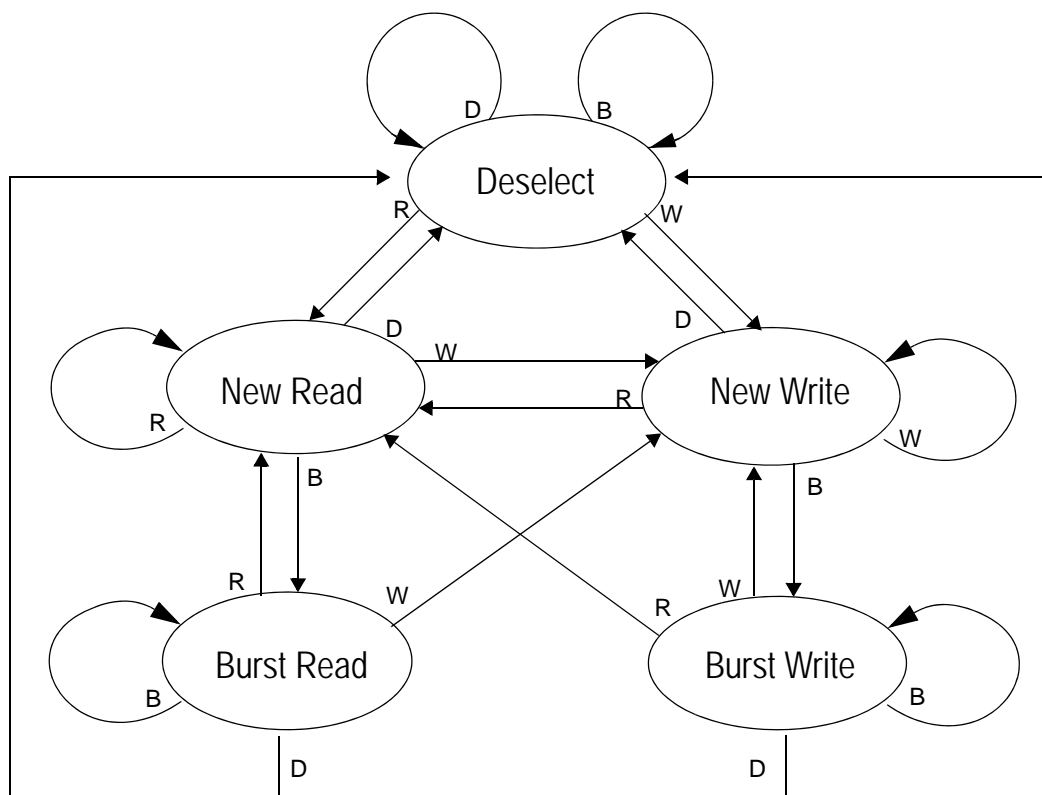 D B
Deselect
R W
D D
W
New Read New Write
R
R W
B B
R W R W
Burst Read Burst Write
B B
D D